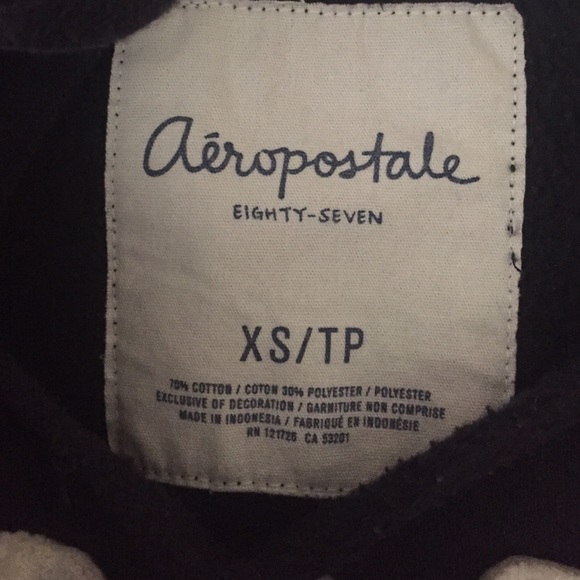 aéropostale
EIGHTY-SEVEN
XS/TP
70% COTTON / COTON 30% POLYESTER / POLYESTER
EXCLUSIVE OF DECORATION / GARNITURE NON COMPRISE
MADE IN INDONESIA / FABRIQUÉ EN INDONÉSIE
RN 121726 CA 53201